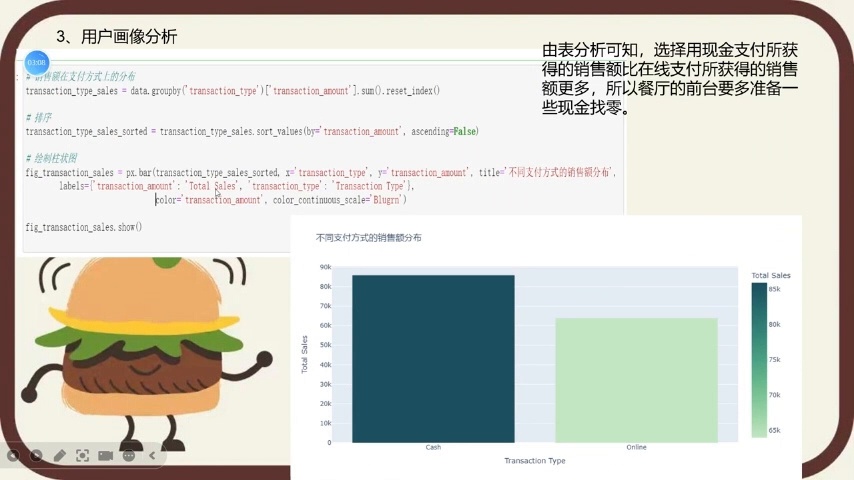 3、用户画像分析
03:08
由表分析可知，选择用现金支付所获
得的销售额比在线支付所获得的销售
额更多，所以餐厅的前台要多准备一
些现金找零。
售额在支付方式上的分布
transaction_type_sales = data.groupby('transaction_type')['transaction_amount'].sum().reset_index()
# 排序
transaction_type_sales_sorted = transaction_type_sales.sort_values(by='transaction_amount', ascending=False)
# 绘制柱状图
fig_transaction_sales = px.bar(transaction_type_sales_sorted, x='transaction_type', y='transaction_amount', title='不同支付方式的销售额分布',
labels={'transaction_amount': 'Total Sales', 'transaction_type': 'Transaction Type'},
color='transaction_amount', color_continuous_scale='Blugrn')
fig_transaction_sales.show()
不同支付方式的销售额分布
Total Sales
90k
80k
70k
60k
50k
40k
30k
20k
10k
0
Cash
Online
Transaction Type
Total Sales
85k
80k
75k
70k
65k